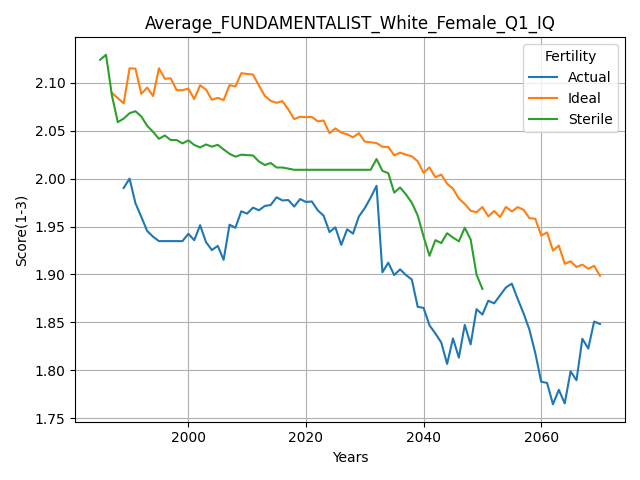 Average_FUNDAMENTALIST_White_Female_Q1_IQ
Fertility
Actual
Ideal
Sterile
Score(1-3)
2.10
2.05
2.00
1.95
1.90
1.85
1.80
1.75
2000
2020
2040
2060
Years